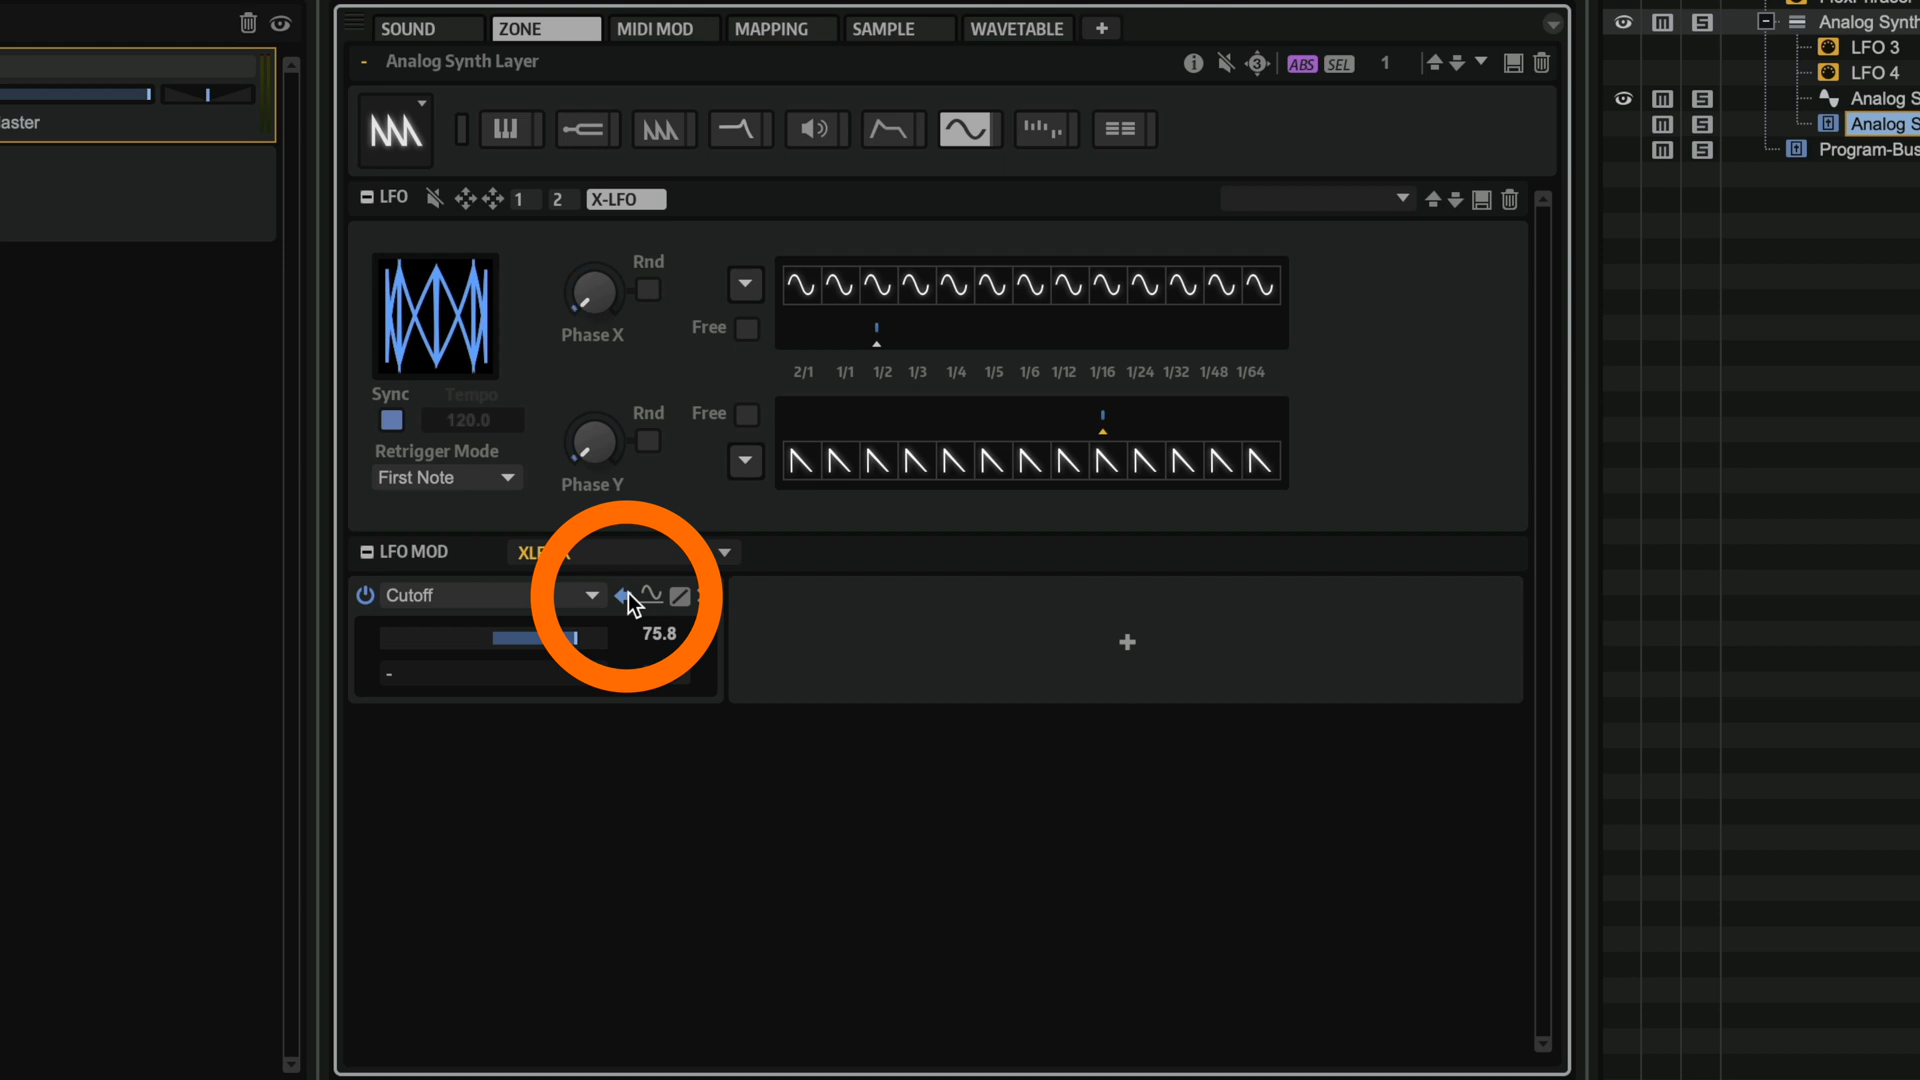 aster
SOUND ZONE MIDI MOD MAPPING SAMPLE WAVETABLE +
- Analog Synth Layer
3 ABS SEL 1
LFO 1 2 X-LFO
Rnd
Phase X
Free
Sync
Tempo
120.0
2/1 1/1 1/2 1/3 1/4 1/5 1/6 1/12 1/16 1/24 1/32 1/48 1/64
Retrigger Mode
First Note
Rnd
Free
Phase Y
LFO MOD
Cutoff
75.8
-
+
M S Analog Synth
LFO 3
LFO 4
M S Analog S
M S Analog S
M S Program-Bus